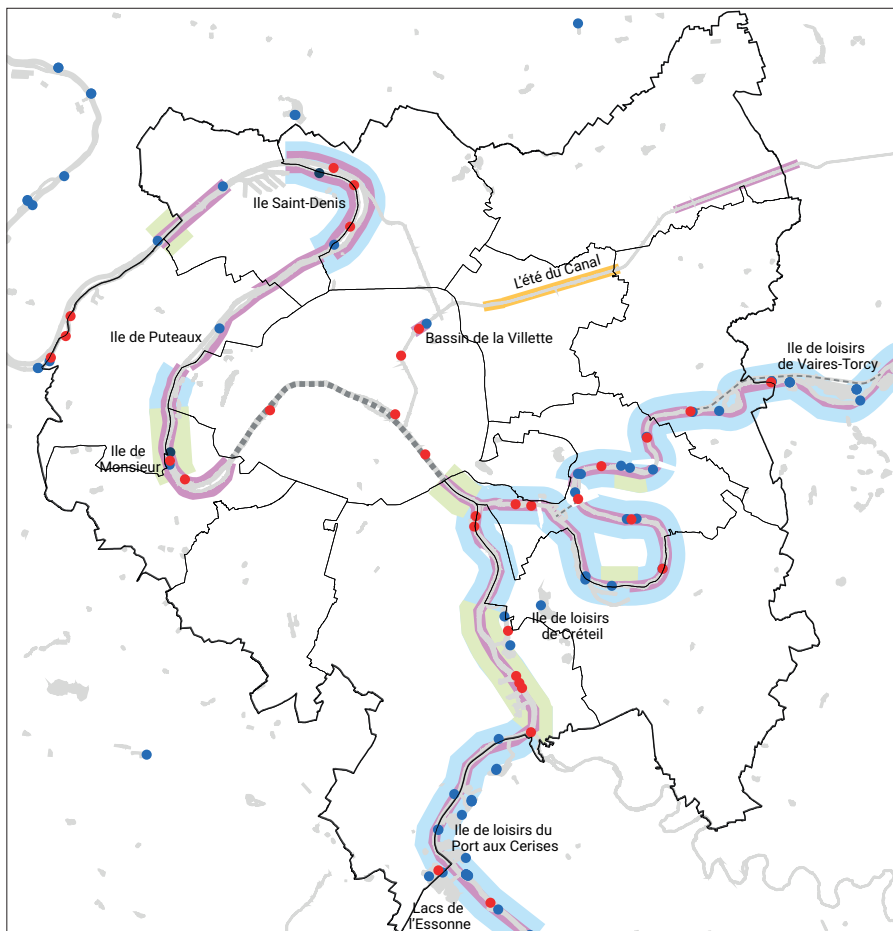 Ile Saint-Denis
L'été du Canal
Ile de Puteaux
Bassin de la Villette
Ile de loisirs
de Vaires-Torcy
Ile de
Monsieur
Ile de loisirs
de Créteil
Ile de loisirs du
Port aux Cerises
Lacs de
l'Essonne